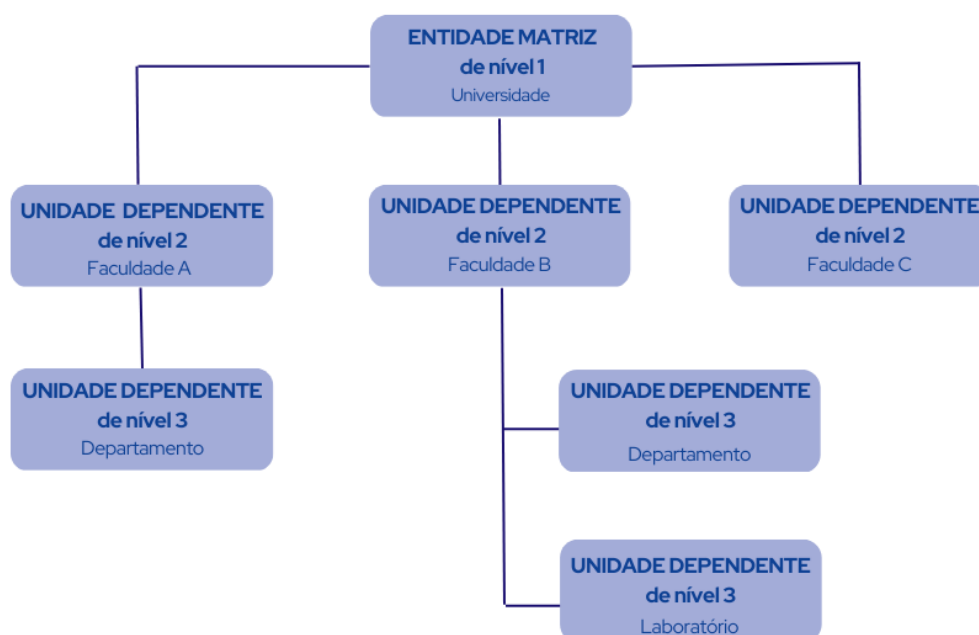 ENTIDADE MATRIZ
de nível 1
Universidade
UNIDADE DEPENDENTE
de nível 2
Faculdade A
UNIDADE DEPENDENTE
de nível 2
Faculdade B
UNIDADE DEPENDENTE
de nível 2
Faculdade C
UNIDADE DEPENDENTE
de nível 3
Departamento
UNIDADE DEPENDENTE
de nível 3
Departamento
UNIDADE DEPENDENTE
de nível 3
Laboratório